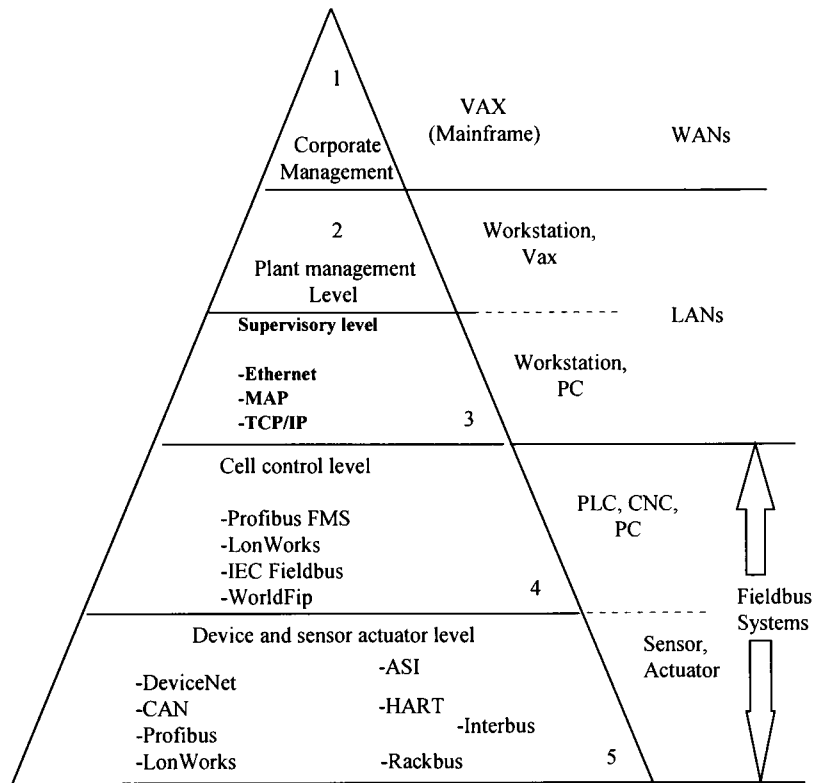 1
Corporate
Management
VAX
(Mainframe)
WANs
2
Plant management
Level
Workstation,
Vax
LANs
Supervisory level
-Ethernet
-MAP
-TCP/IP
3
Workstation,
PC
Cell control level
-Profibus FMS
-LonWorks
-IEC Fieldbus
-WorldFip
4
PLC, CNC,
PC
Fieldbus
Systems
Device and sensor actuator level
-DeviceNet
-CAN
-Profibus
-LonWorks
-ASI
-HART
-Interbus
-Rackbus
5
Sensor,
Actuator